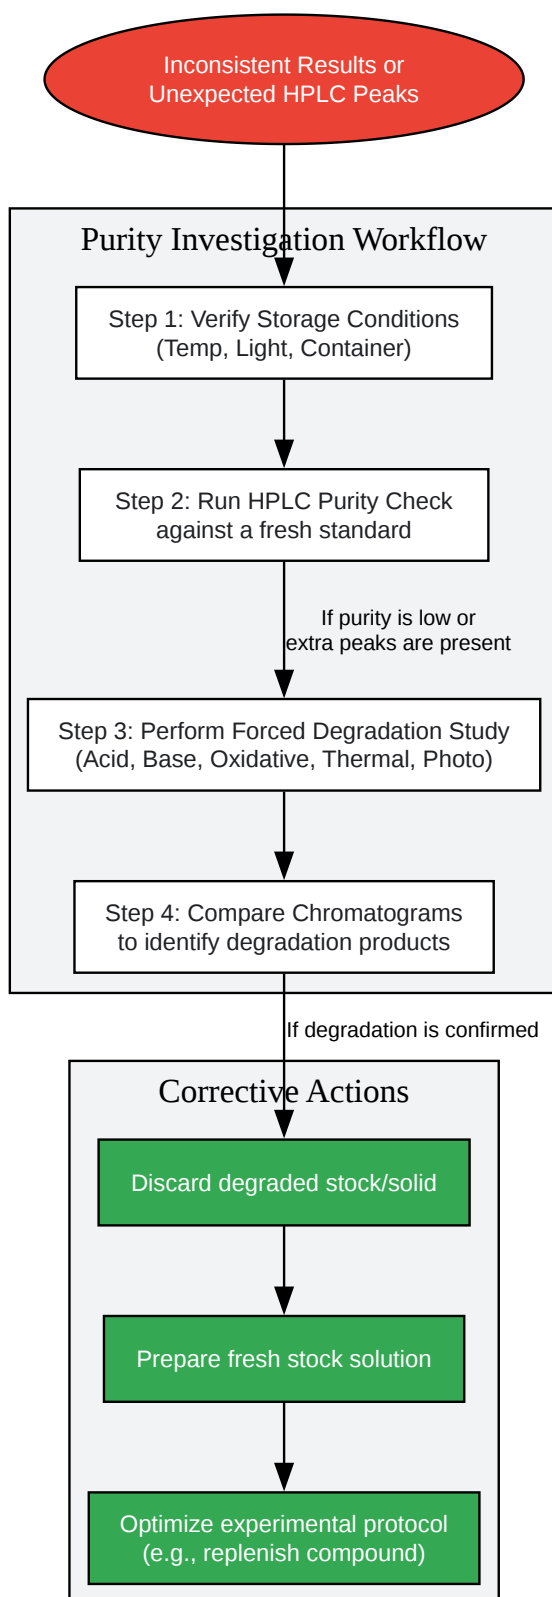 Inconsistent Results or
Unexpected HPLC Peaks
Purity Investigation Workflow
Step 1: Verify Storage Conditions
(Temp, Light, Container)
Step 2: Run HPLC Purity Check
against a fresh standard
If purity is low or
extra peaks are present
Step 3: Perform Forced Degradation Study
(Acid, Base, Oxidative, Thermal, Photo)
Step 4: Compare Chromatograms
to identify degradation products
If degradation is confirmed
Corrective Actions
Discard degraded stock/solid
Prepare fresh stock solution
Optimize experimental protocol
(e.g., replenish compound)